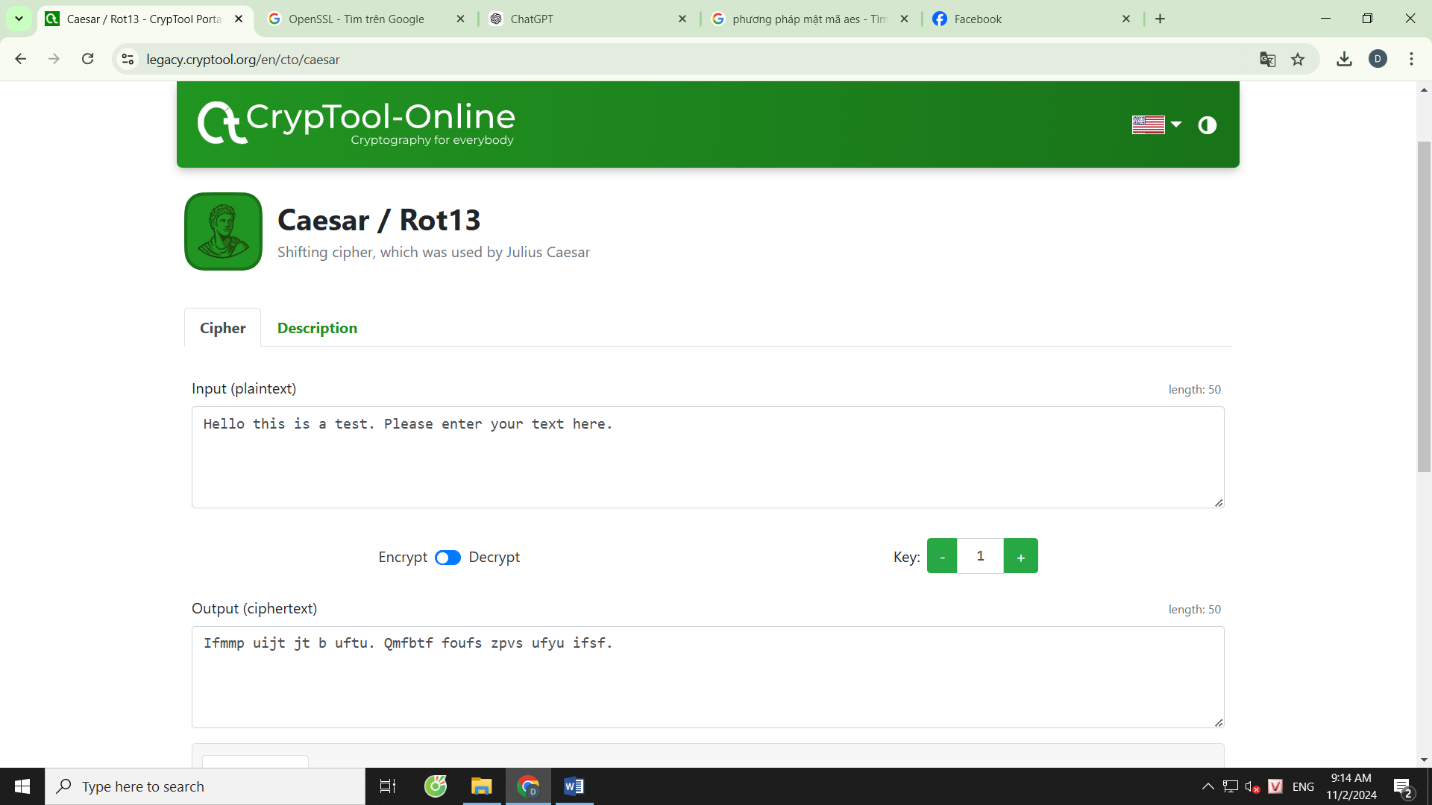 Caesar / Rot13 - CrypTool Porta
OpenSSL - Tìm trên Google
ChatGPT
phương pháp mật mã aes - Tìm
Facebook
legacy.cryptool.org/en/cto/caesar
D
CrypTool-Online
Cryptography for everybody
Caesar / Rot13
Shifting cipher, which was used by Julius Caesar
Cipher
Description
Input (plaintext)
length: 50
Hello this is a test. Please enter your text here.
Encrypt
Decrypt
Key:
-
1
+
Output (ciphertext)
length: 50
Ifmmp uijt jt b uftu. Qmfbtf foufs zpvs ufyu ifsf.
Type here to search
ENG
9:14 AM
11/2/2024
2